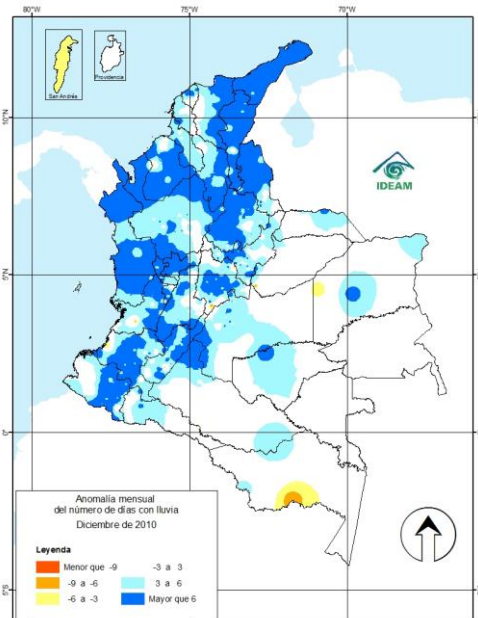 80°W 75°W 70°W
San Andrés
Providencia
10°N
IDEAM
5°N
0°
Anomalía mensual
del número de días con lluvia
Diciembre de 2010
Leyenda
Menor que -9 -3 a 3
-9 a -6 3 a 6
-6 a -3 Mayor que 6
5°S